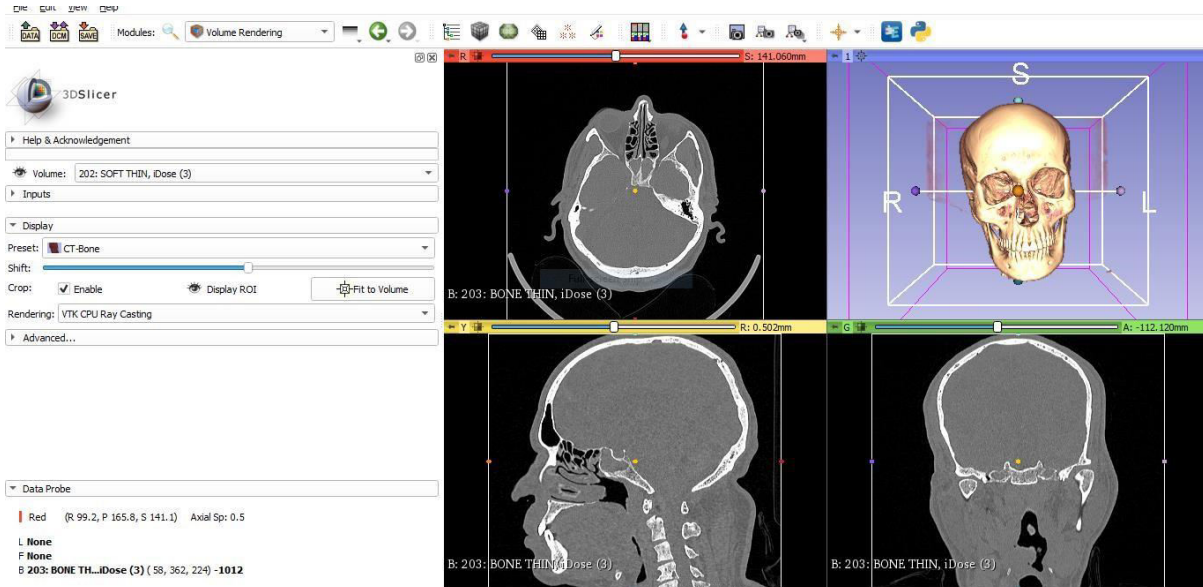 File Edit View Help
DATA DCM SAVE Modules: Volume Rendering
3DSlicer
Help & Acknowledgement
Volume: 202: SOFT THIN, iDose (3)
Inputs
Display
Preset: CT-Bone
Shift:
Crop: Enable Display ROI Fit to Volume
Rendering: VTK CPU Ray Casting
Advanced...
Data Probe
Red (R 99.2, P 165.8, S 141.1) Axial Sp: 0.5
L None
F None
B 203: BONE TH...iDose (3) ( 58, 362, 224) -1012
R S: 141.060mm
B: 203: BONE THIN, iDose (3)
1
S
R L
Y R: 0.502mm
B: 203: BONE THIN, iDose (3)
G A: -112.120mm
B: 203: BONE THIN, iDose (3)